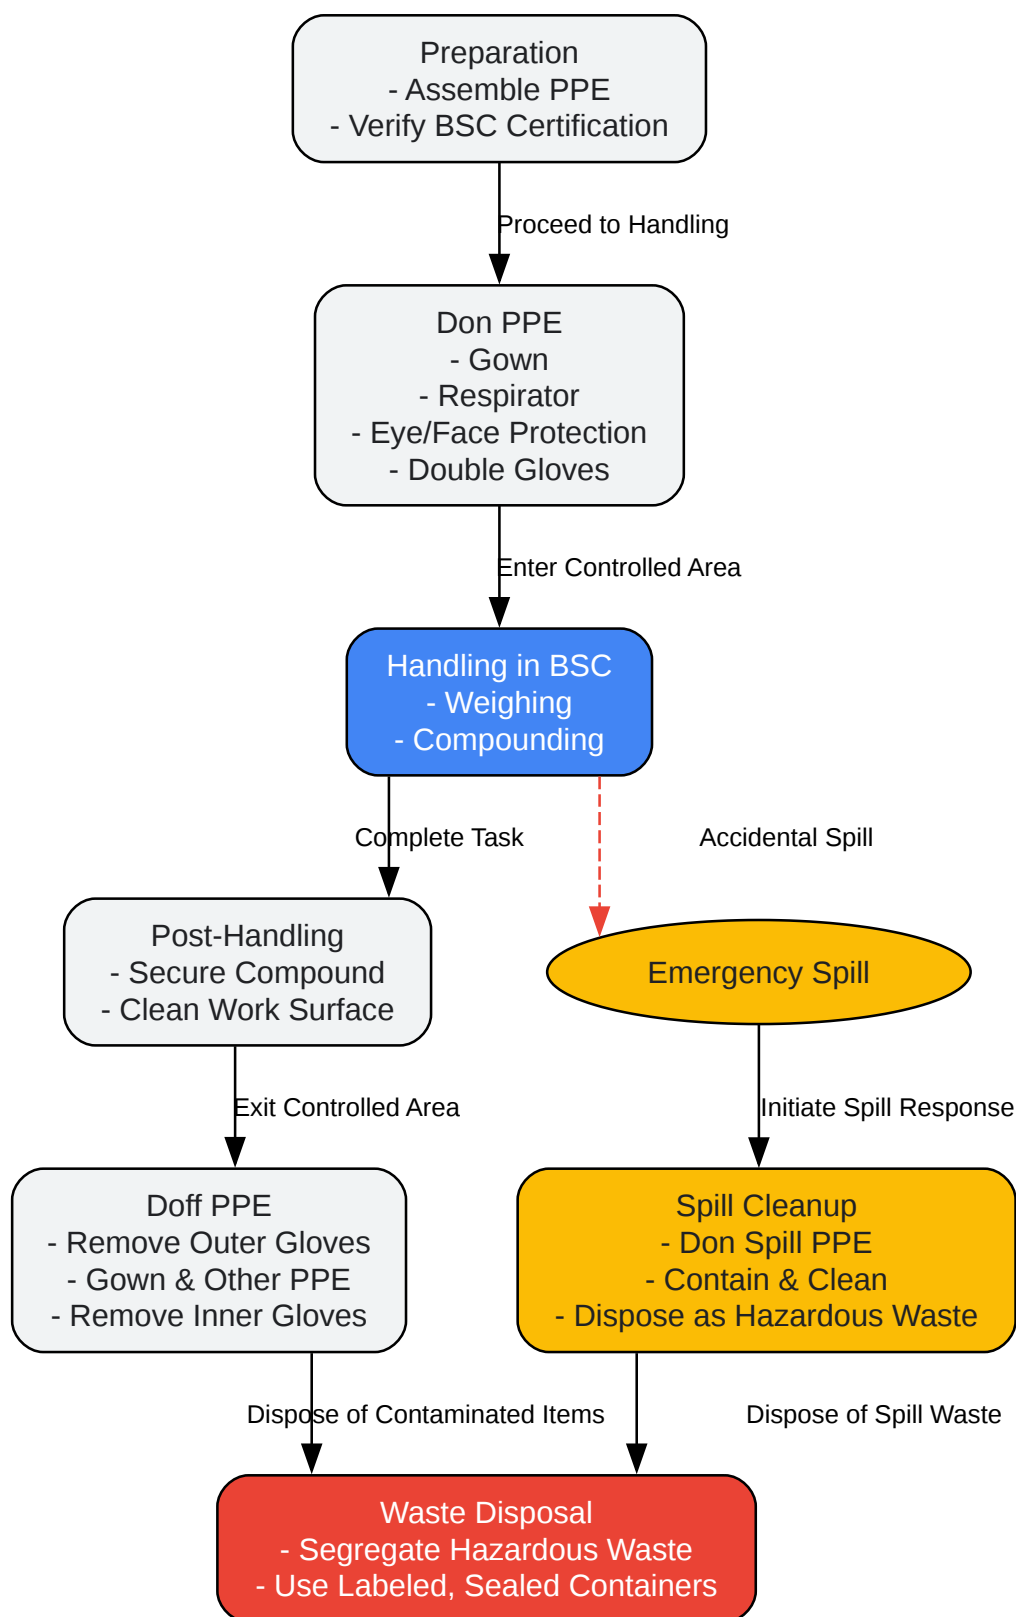 Preparation
- Assemble PPE
- Verify BSC Certification
Proceed to Handling
Don PPE
- Gown
- Respirator
- Eye/Face Protection
- Double Gloves
Enter Controlled Area
Handling in BSC
- Weighing
- Compounding
Complete Task
Accidental Spill
Post-Handling
- Secure Compound
- Clean Work Surface
Emergency Spill
Exit Controlled Area
Initiate Spill Response
Doff PPE
- Remove Outer Gloves
- Gown & Other PPE
- Remove Inner Gloves
Spill Cleanup
- Don Spill PPE
- Contain & Clean
- Dispose as Hazardous Waste
Dispose of Contaminated Items
Dispose of Spill Waste
Waste Disposal
- Segregate Hazardous Waste
- Use Labeled, Sealed Containers